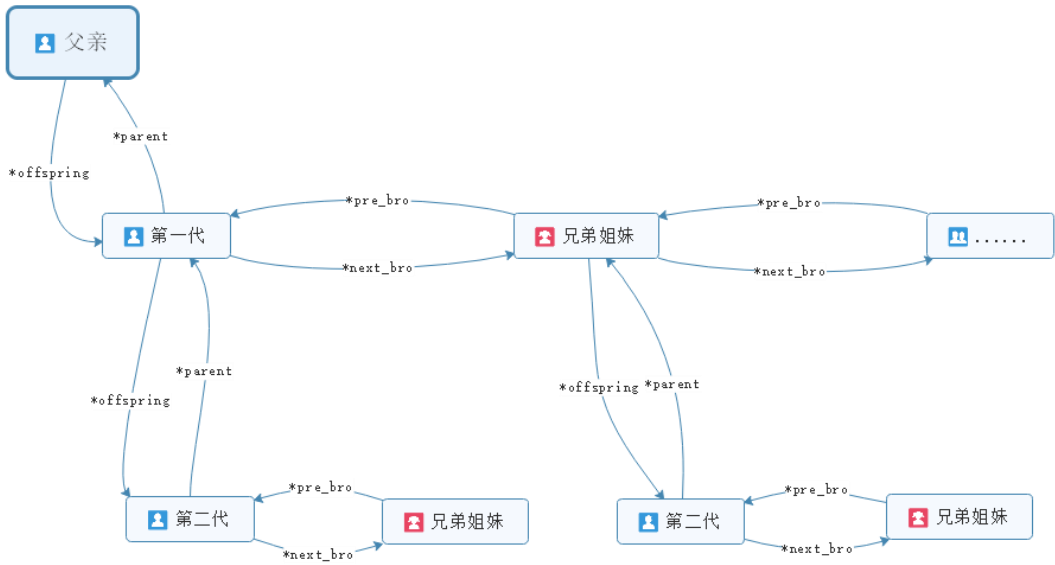 父亲
*parent
*offspring
*pre_bro
*pre_bro
第一代
兄弟姐妹
......
*next_bro
*next_bro
*parent
*offspring
*offspring
*parent
*pre_bro
*pre_bro
第二代
兄弟姐妹
第二代
兄弟姐妹
*next_bro
*next_bro